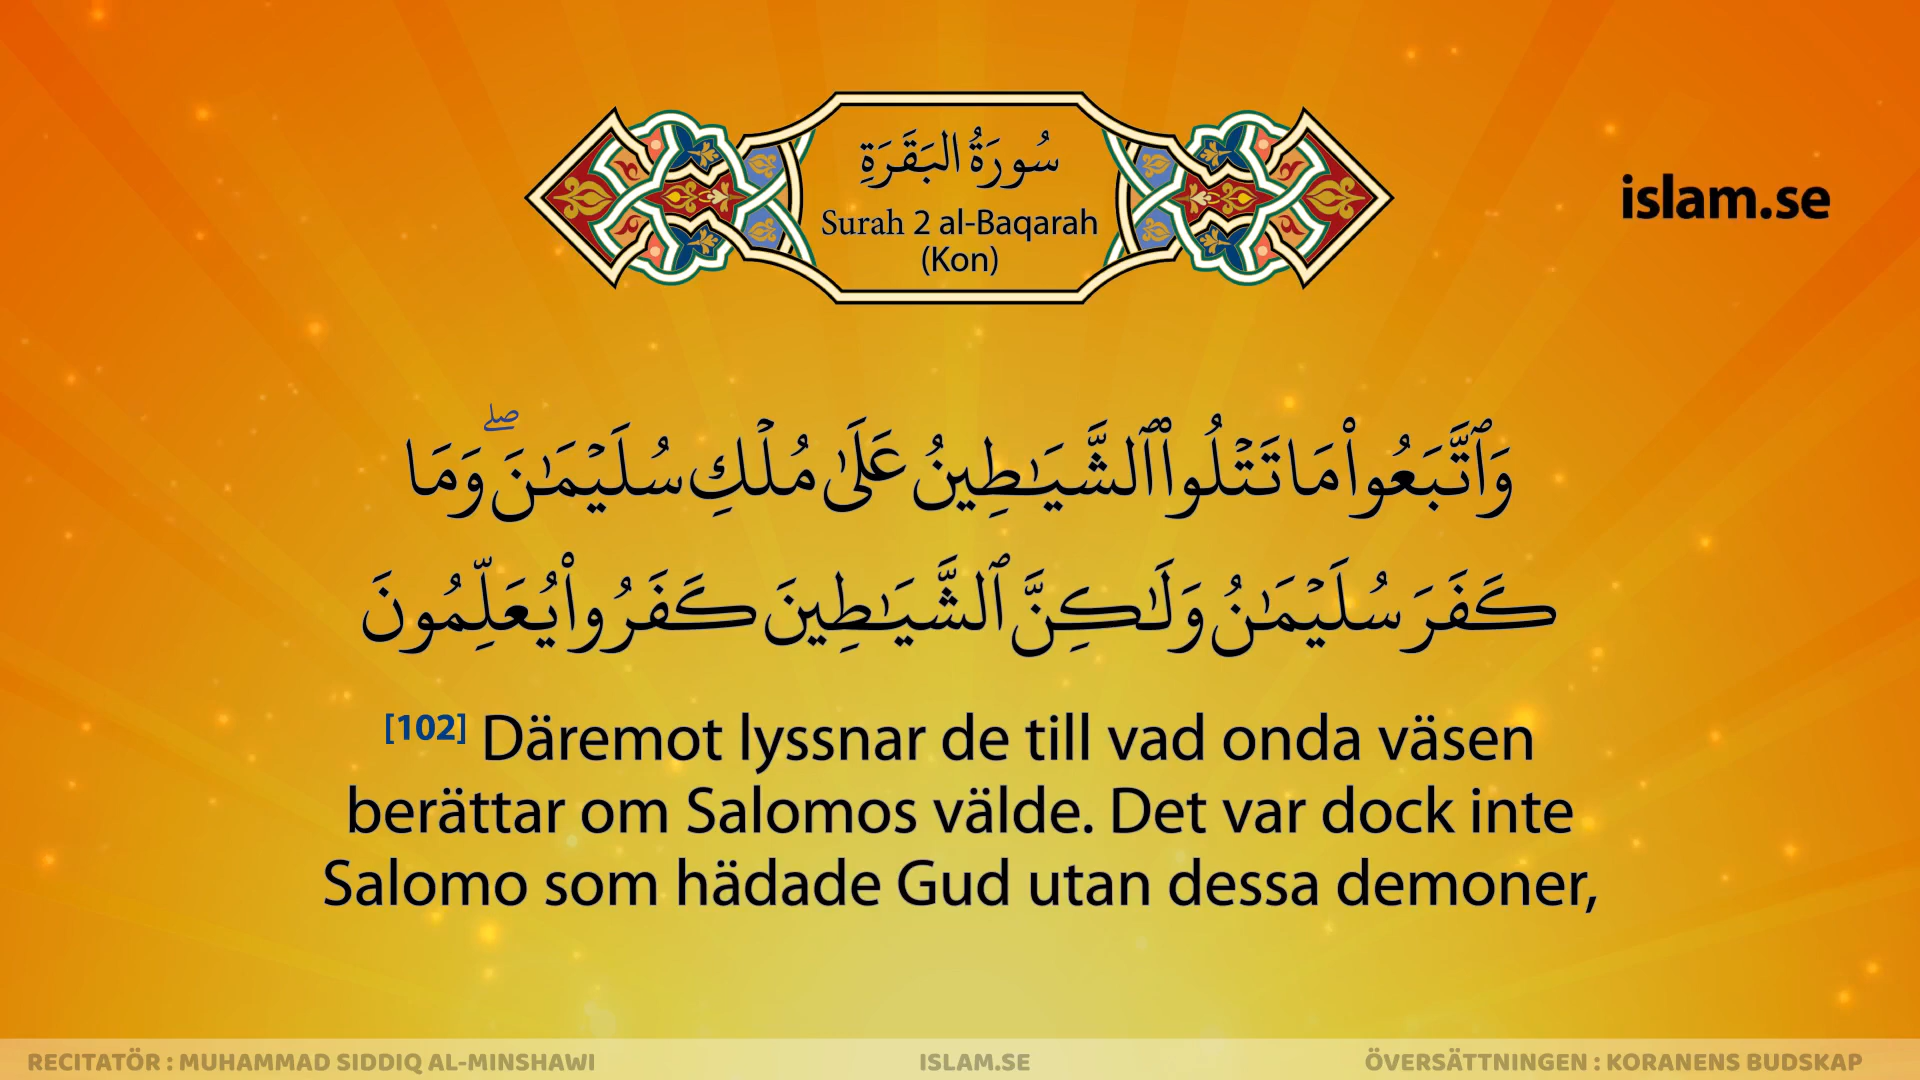 سُورَةُ البَقَرَةِ
Surah 2 al-Baqarah
(Kon)
islam.se
وَٱتَّبَعُوا۟ مَا تَتْلُوا۟ ٱلشَّيَـٰطِينُ عَلَىٰ مُلْكِ سُلَيْمَـٰنَ ۖ وَمَا
كَفَرَ سُلَيْمَـٰنُ وَلَـٰكِنَّ ٱلشَّيَـٰطِينَ كَفَرُوا۟ يُعَلِّمُونَ
[102] Däremot lyssnar de till vad onda väsen
berättar om Salomos välde. Det var dock inte
Salomo som hädade Gud utan dessa demoner,
RECITATÖR : MUHAMMAD SIDDIQ AL-MINSHAWI
ISLAM.SE
ÖVERSÄTTNINGEN : KORANENS BUDSKAP